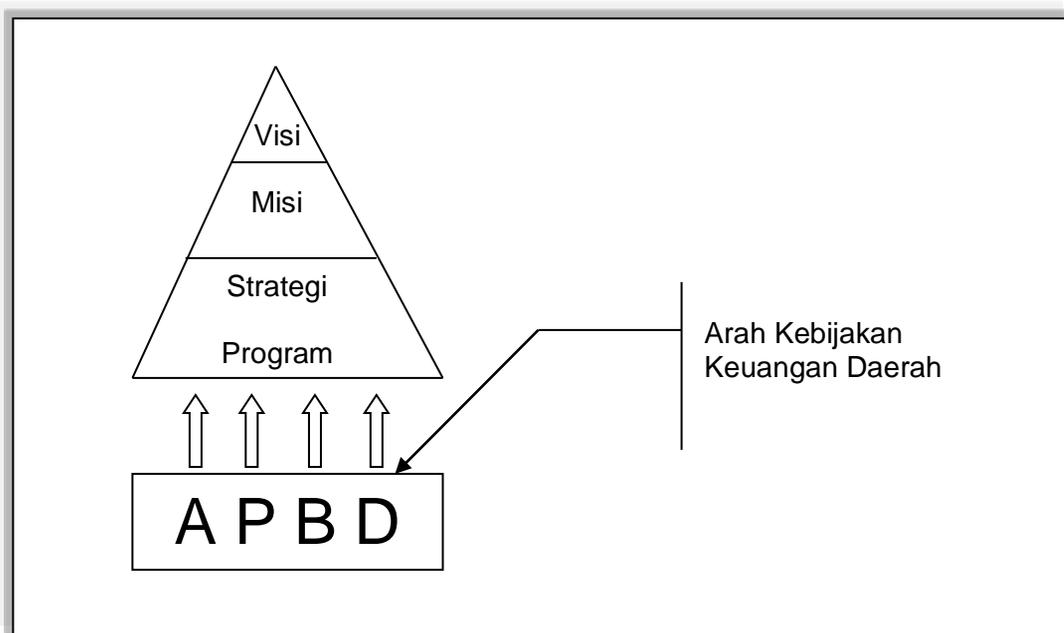 Visi
Misi
Strategi
Program
Arah Kebijakan
Keuangan Daerah
A P B D